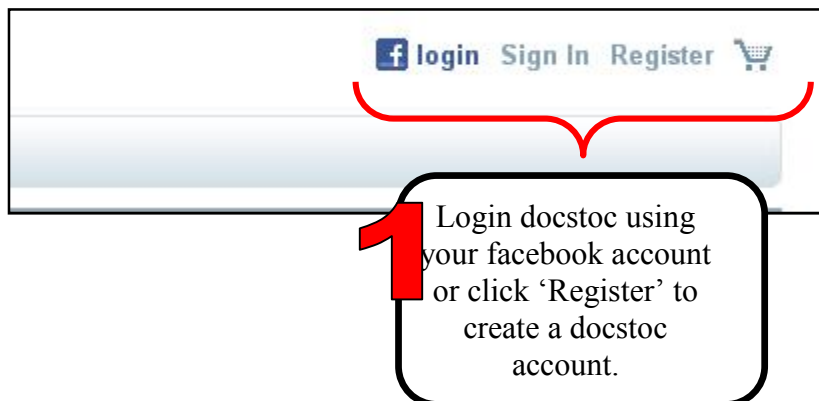 f login Sign In Register
1
Login docstoc using
your facebook account
or click ‘Register’ to
create a docstoc
account.